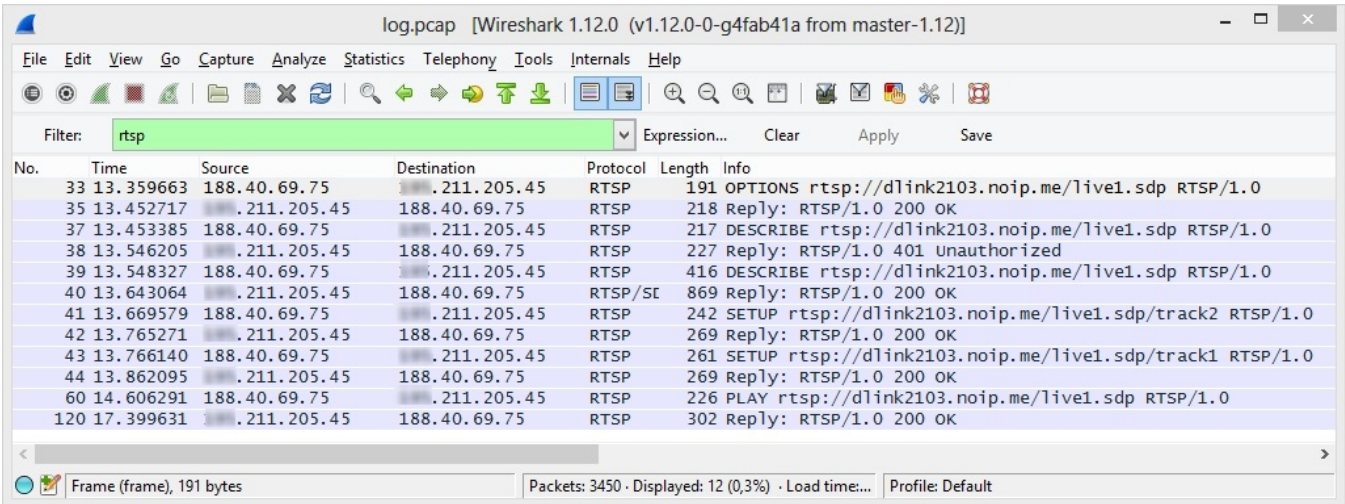 log.pcap [Wireshark 1.12.0 (v1.12.0-0-g4fab41a from master-1.12)]
File Edit View Go Capture Analyze Statistics Telephony Tools Internals Help
Filter: rtsp Expression... Clear Apply Save
No. Time Source Destination Protocol Length Info
33 13.359663 188.40.69.75 .211.205.45 RTSP 191 OPTIONS rtsp://dlink2103.noip.me/live1.sdp RTSP/1.0
35 13.452717 .211.205.45 188.40.69.75 RTSP 218 Reply: RTSP/1.0 200 OK
37 13.453385 188.40.69.75 .211.205.45 RTSP 217 DESCRIBE rtsp://dlink2103.noip.me/live1.sdp RTSP/1.0
38 13.546205 .211.205.45 188.40.69.75 RTSP 227 Reply: RTSP/1.0 401 Unauthorized
39 13.548327 188.40.69.75 .211.205.45 RTSP 416 DESCRIBE rtsp://dlink2103.noip.me/live1.sdp RTSP/1.0
40 13.643064 .211.205.45 188.40.69.75 RTSP/SD 869 Reply: RTSP/1.0 200 OK
41 13.669579 188.40.69.75 .211.205.45 RTSP 242 SETUP rtsp://dlink2103.noip.me/live1.sdp/track2 RTSP/1.0
42 13.765271 .211.205.45 188.40.69.75 RTSP 269 Reply: RTSP/1.0 200 OK
43 13.766140 188.40.69.75 .211.205.45 RTSP 261 SETUP rtsp://dlink2103.noip.me/live1.sdp/track1 RTSP/1.0
44 13.862095 .211.205.45 188.40.69.75 RTSP 269 Reply: RTSP/1.0 200 OK
60 14.606291 188.40.69.75 .211.205.45 RTSP 226 PLAY rtsp://dlink2103.noip.me/live1.sdp RTSP/1.0
120 17.399631 .211.205.45 188.40.69.75 RTSP 302 Reply: RTSP/1.0 200 OK
Frame (frame), 191 bytes Packets: 3450 · Displayed: 12 (0,3%) · Load time:... Profile: Default